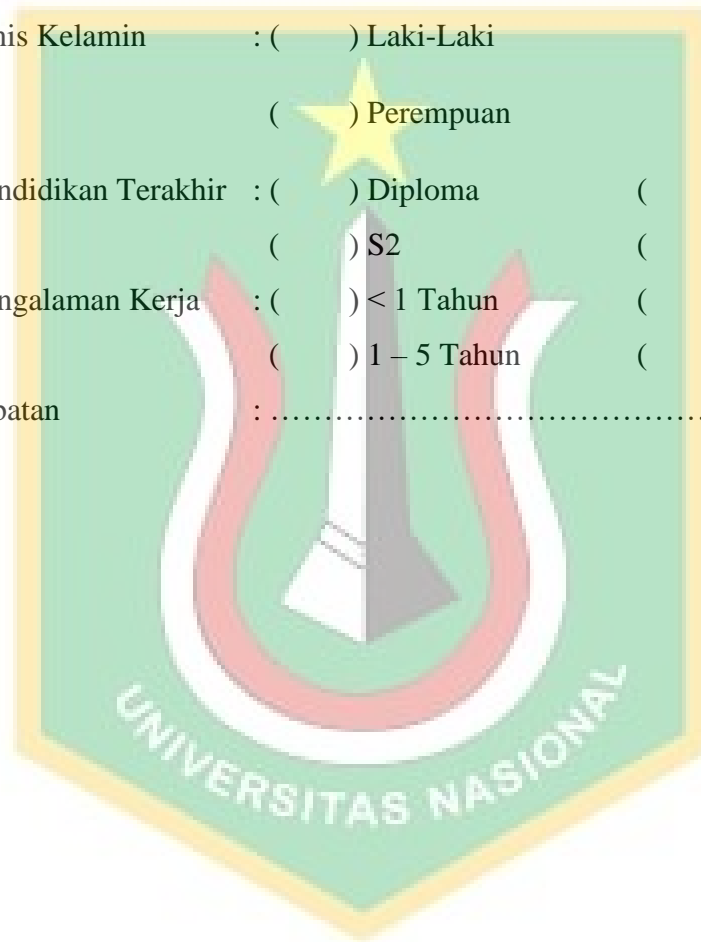 nis Kelamin : ( ) Laki-Laki
( ) Perempuan
ndidikan Terakhir : ( ) Diploma (
( ) S2 (
ngalaman Kerja : ( ) < 1 Tahun (
( ) 1 – 5 Tahun (
batan : ……………………………………
UNIVERSITAS NASIONAL